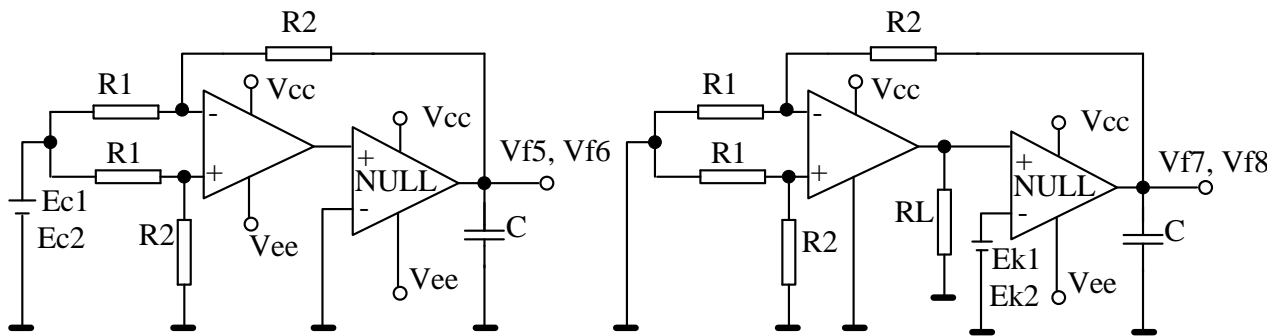 R2
R1
Vcc
-
Vcc
R1
+
+
NULL
-
Vf5, Vf6
Ec1
Ec2
R2
Vee
Vee
C
R2
R1
Vcc
-
Vcc
R1
+
+
NULL
-
Vf7, Vf8
R2
RL
Ek1
Ek2
Vee
C